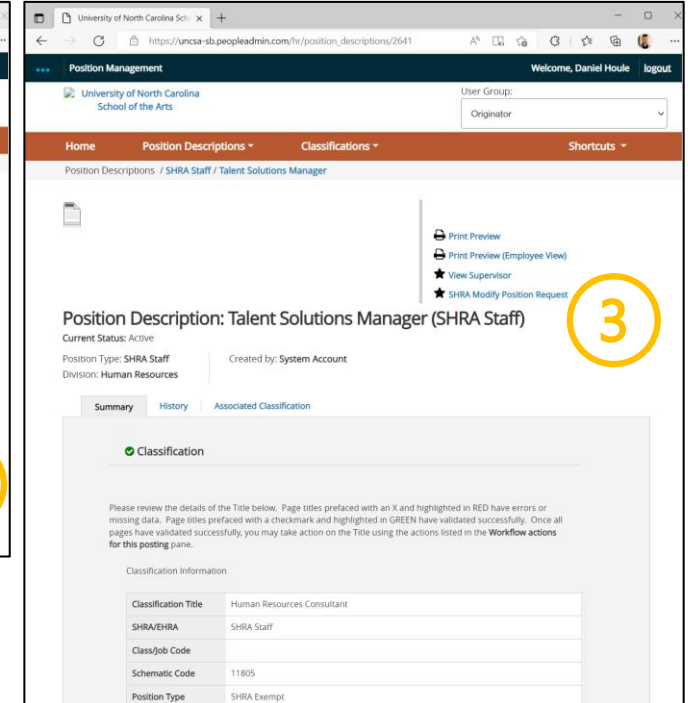 University of North Carolina Sch
https://uncsa-sb.peopleadmin.com/hr/position_descriptions/2641
Position Management
Welcome, Daniel Houle logout
University of North Carolina
School of the Arts
User Group:
Originator
Home Position Descriptions Classifications Shortcuts
Position Descriptions / SHRA Staff / Talent Solutions Manager
Print Preview
Print Preview (Employee View)
View Supervisor
SHRA Modify Position Request
3
Position Description: Talent Solutions Manager (SHRA Staff)
Current Status: Active
Position Type: SHRA Staff Created by: System Account
Division: Human Resources
Summary History Associated Classification
Classification
Please review the details of the Title below. Page titles prefaced with an X and highlighted in RED have errors or
missing data. Page titles prefaced with a checkmark and highlighted in GREEN have validated successfully. Once all
pages have validated successfully, you may take action on the Title using the actions listed in the Workflow actions
for this posting pane.
Classification Information
Classification Title Human Resources Consultant
SHRA/EHRA SHRA Staff
Class/Job Code
Schematic Code 11805
Position Type SHRA Exempt